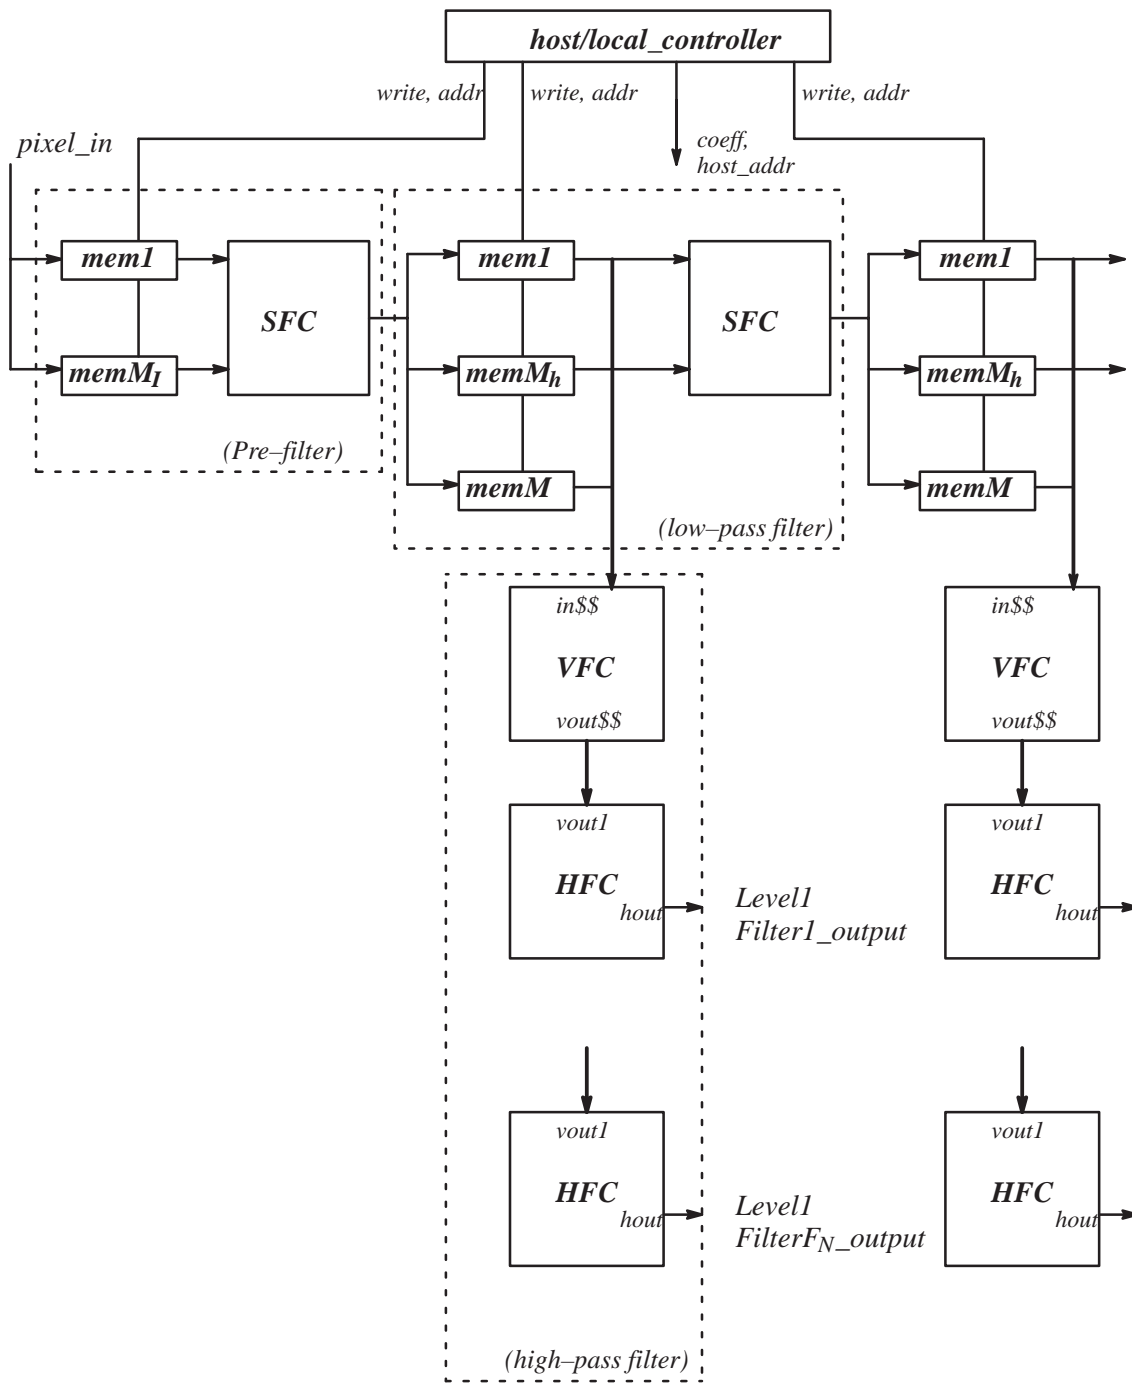 host/local_controller
write, addr
write, addr
write, addr
pixel_in
coeff,
host_addr
mem1
SFC
memM_I
(Pre–filter)
mem1
SFC
memM_h
memM
(low–pass filter)
mem1
memM_h
memM
in$$
VFC
vout$$
in$$
VFC
vout$$
vout1
HFC
hout
Level1
Filter1_output
vout1
HFC
hout
vout1
HFC
hout
Level1
FilterF_N_output
vout1
HFC
hout
(high–pass filter)